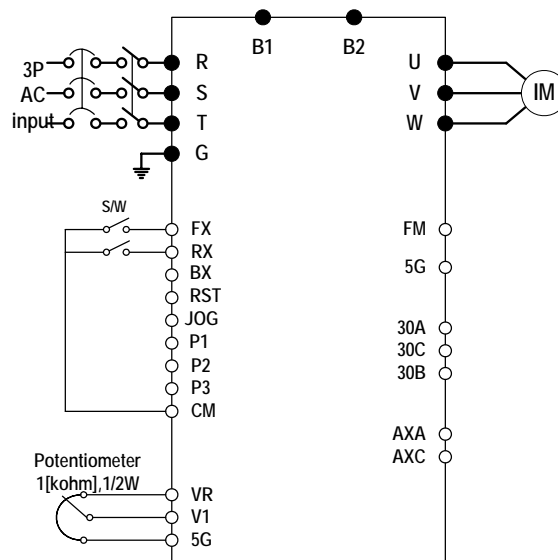 B1
B2
3P
AC
input
R
S
T
G
U
V
W
IM
S/W
FX
RX
BX
RST
JOG
P1
P2
P3
CM
FM
5G
30A
30C
30B
AXA
AXC
Potentiometer
1[kohm],1/2W
VR
V1
5G